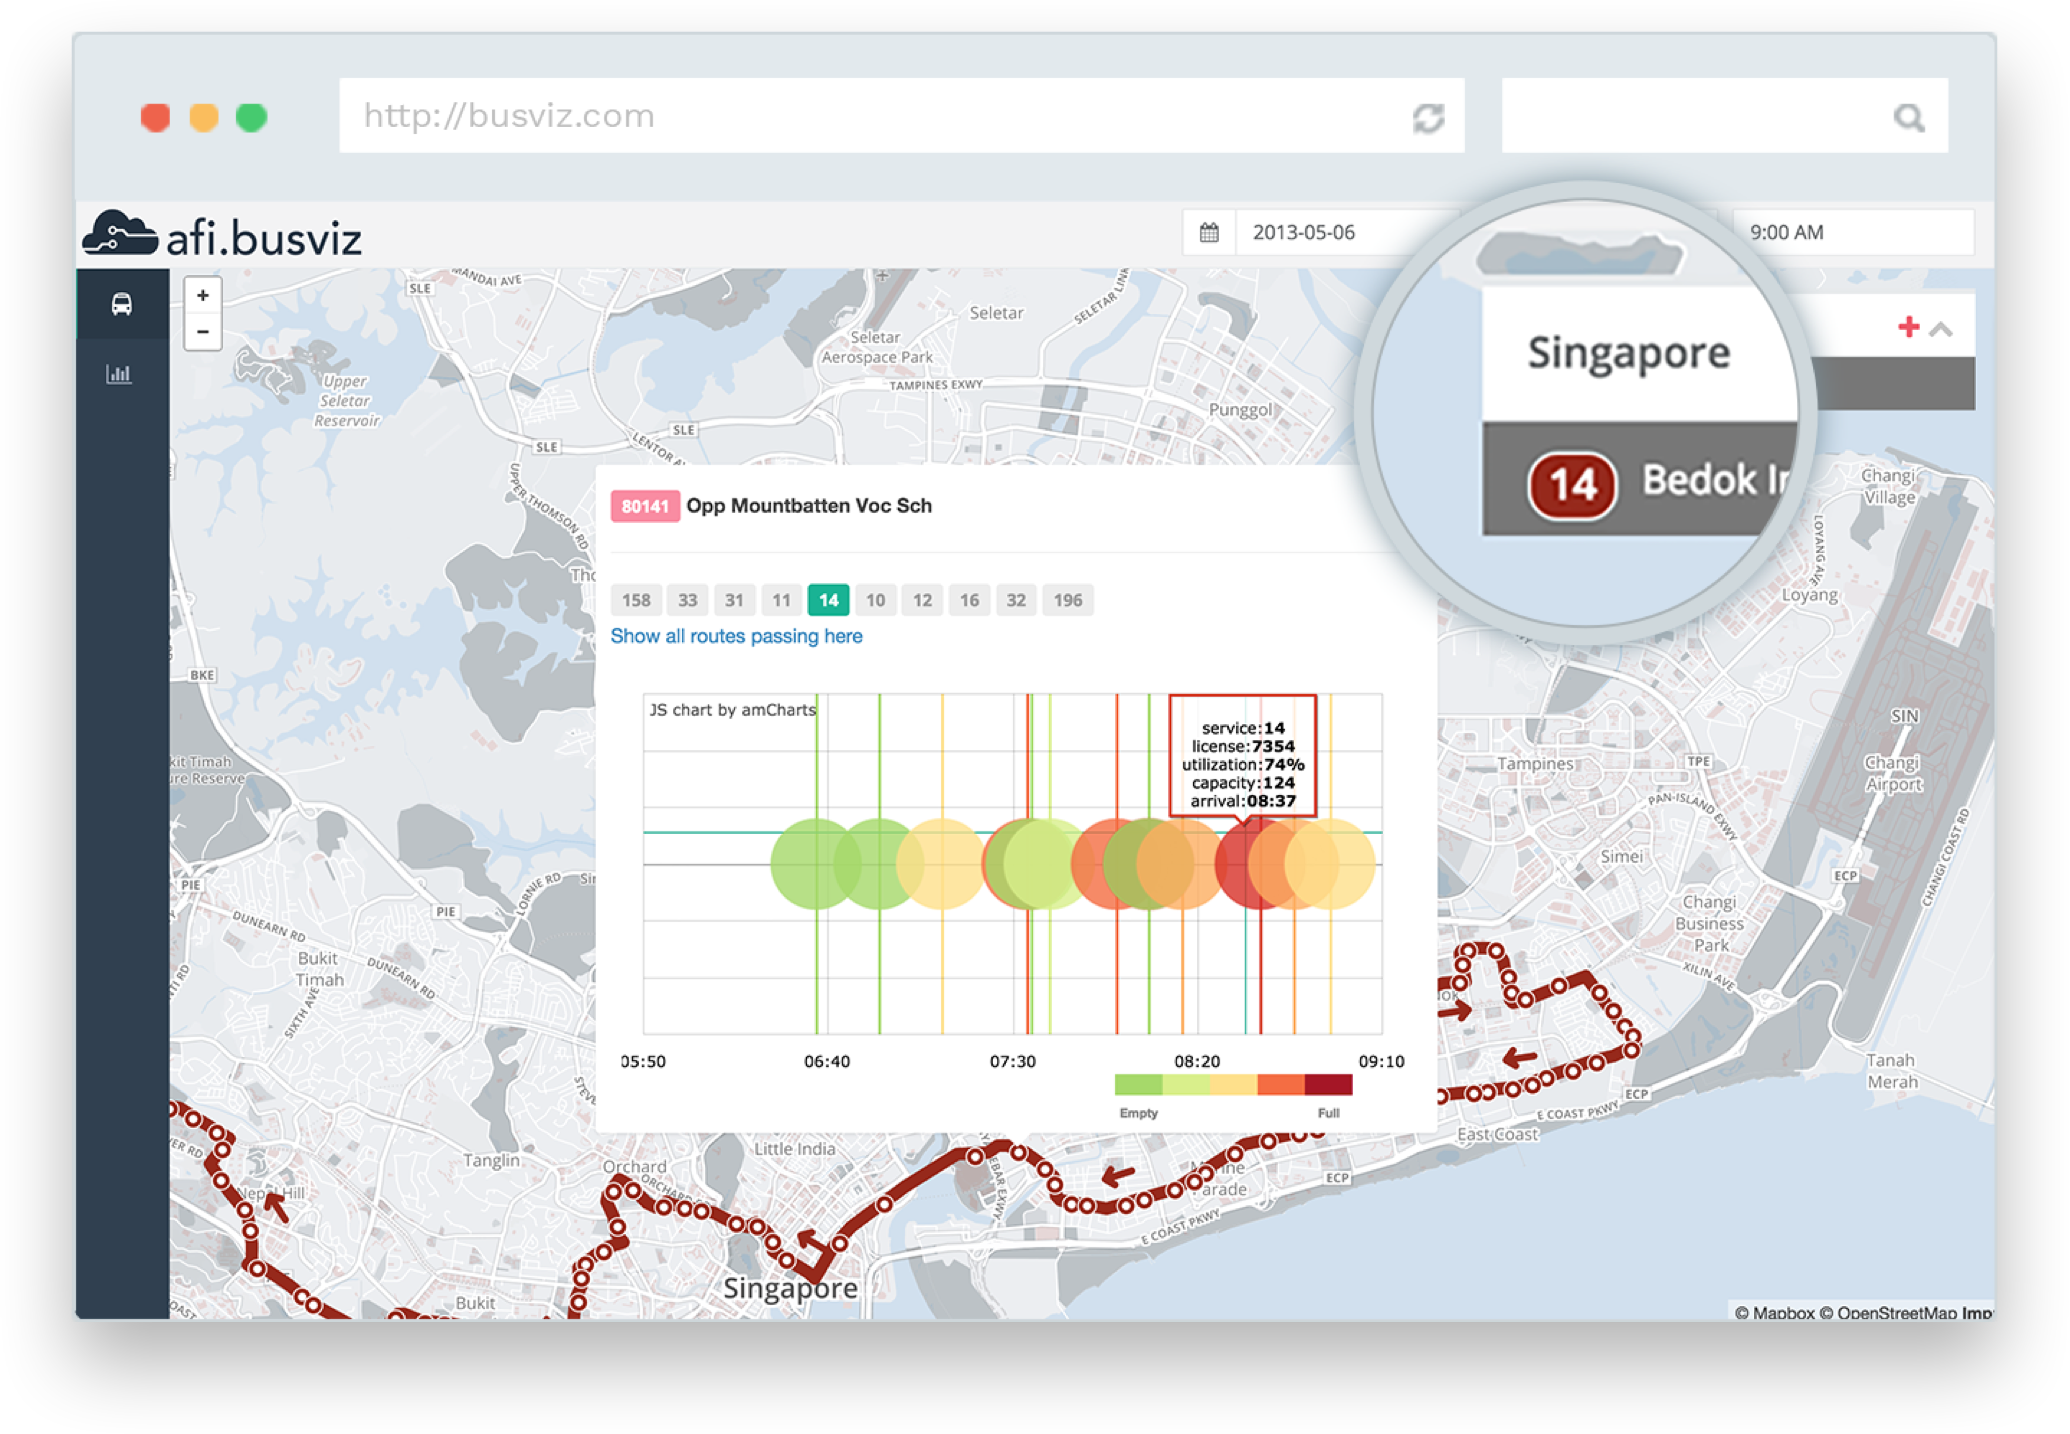 http://busviz.com
afi.busviz
2013-05-06
9:00 AM
+
−
Singapore
14 Bedok In
SLE
MANDAI AVE
Seletar
SELETAR LINK
Seletar
Aerospace Park
TAMPINES EXWY
Upper
Seletar
Reservoir
Punggol
SLE
SLE
LENTOR A
UPPER THOMSON RD
Changi
Village
LOYANG AVE
Loyang
80141 Opp Mountbatten Voc Sch
158 33 31 11 14 10 12 16 32 196
Show all routes passing here
BKE
JS chart by amCharts
service:14
license:7354
utilization:74%
capacity:124
arrival:08:37
05:50 06:40 07:30 08:20 09:10
Empty Full
SIN
Changi
Airport
Tampines
TPE
PAN-ISLAND EXWY
Simei
ECP
CHANGI COAST RD
Changi
Business
Park
XILIN AVE
kit Timah
ure Reserve
PIE
LORNIE RD
PIE
DUNEARN RD
Bukit
Timah
DUNEARN RD
SIXTH AVE
Tanah
Merah
ECP
E COAST PKWY
East Coast
Little India
Tanglin
Orchard
Nepal Hill
Parade
ECP
E COAST PKWY
Singapore
Bukit
© Mapbox © OpenStreetMap Imp